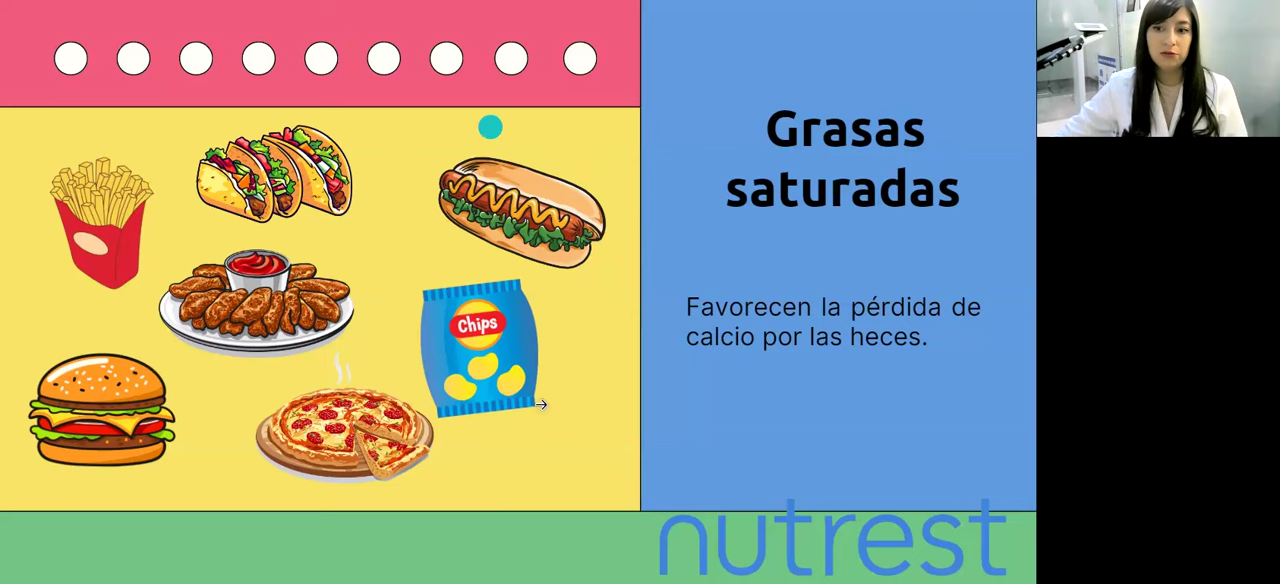 Grasas
saturadas
Favorecen la pérdida de
calcio por las heces.
Chips
nutrest